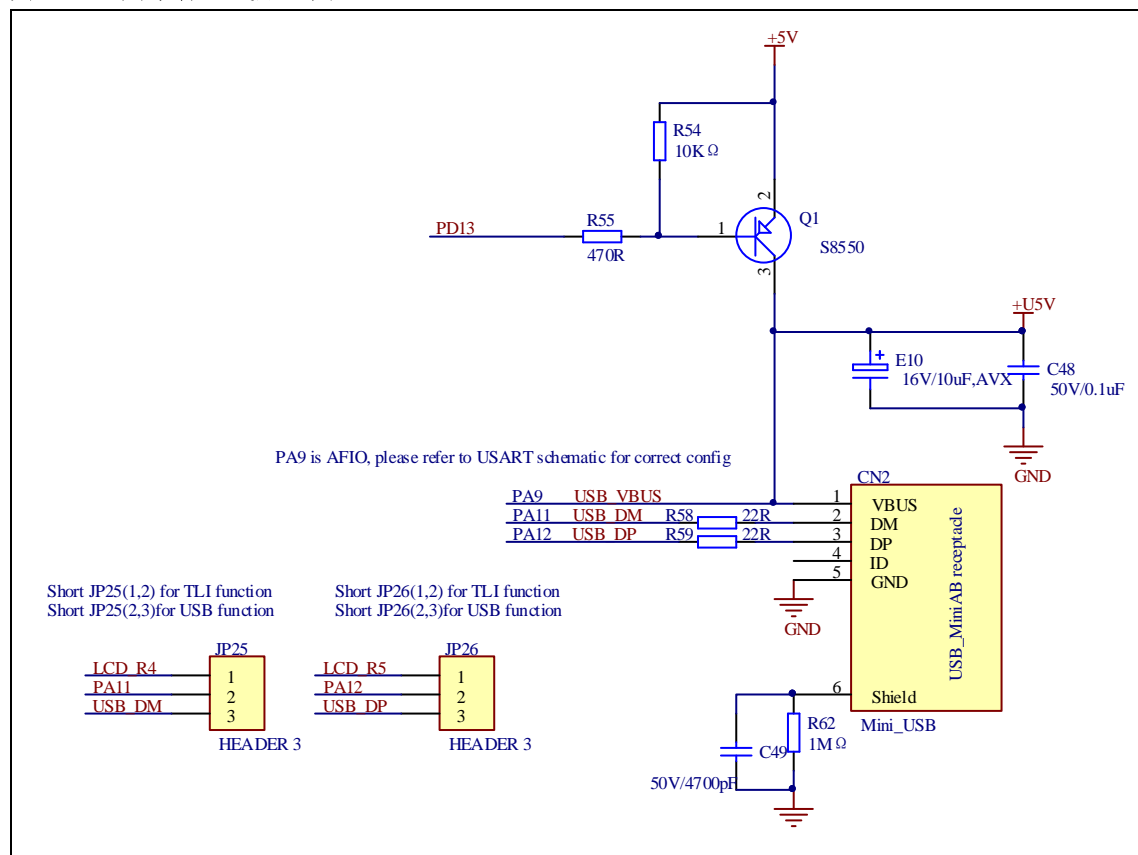 +5V
R54
10KΩ
2
Q1
PD13
R55
1
S8550
470R
3
+U5V
E10
16V/10uF,AVX
C48
50V/0.1uF
GND
PA9 is AFIO, please refer to USART schematic for correct config
CN2
PA9 USB_VBUS 1 VBUS
PA11 USB_DM R58 22R 2 DM
PA12 USB_DP R59 22R 3 DP
4 ID
5 GND
GND
USB_MiniAB receptacle
Short JP25(1,2) for TLI function
Short JP25(2,3)for USB function
Short JP26(1,2) for TLI function
Short JP26(2,3)for USB function
JP25
LCD_R4 1
PA11 2
USB_DM 3
HEADER 3
JP26
LCD_R5 1
PA12 2
USB_DP 3
HEADER 3
6 Shield
Mini_USB
R62
1MΩ
C49
50V/4700pF